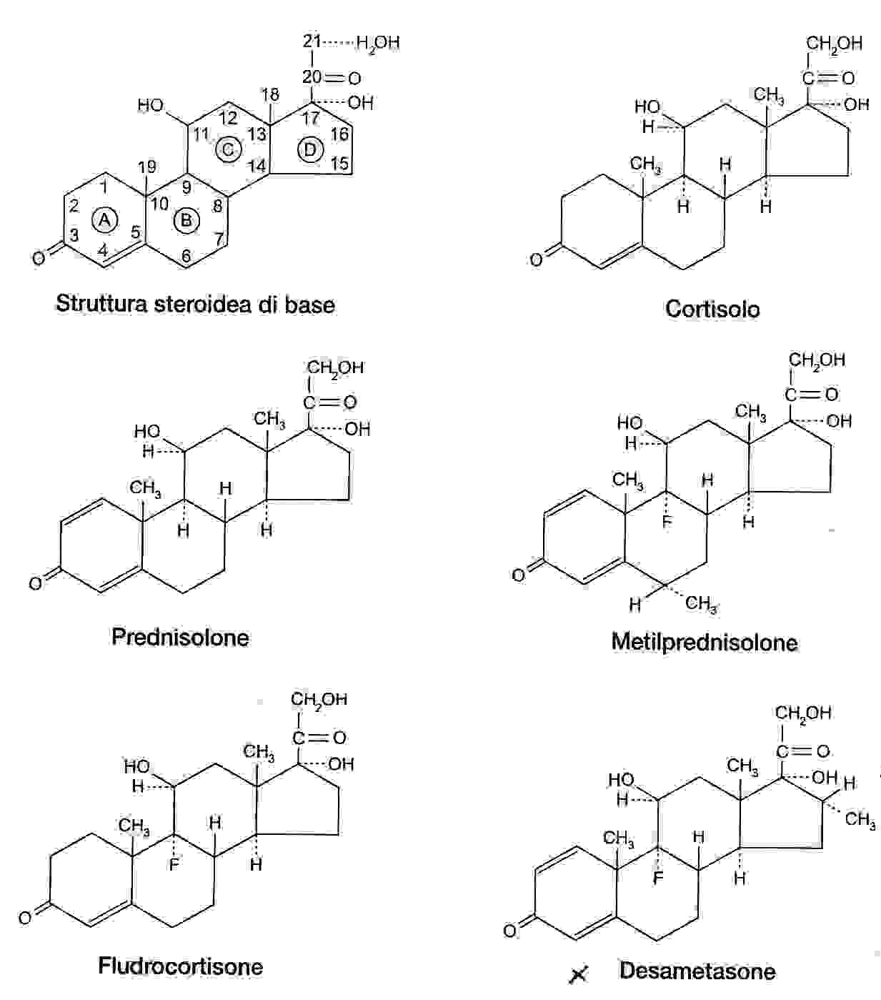 21 H₂OH
20 O
18
HO OH
12 17
11 13 16
C D
19 14 15
1 9
2 10 8
A B
3 5 7
O 4 6
Struttura steroidea di base
CH₂OH
C O
CH₃
HO OH
H
CH₃ H
H H
O
Cortisolo
CH₂OH
C O
CH₃
HO OH
H
CH₃ H
H H
O
Prednisolone
CH₂OH
C O
CH₃
HO OH
H
CH₃ H
F H
O
H CH₃
Metilprednisolone
CH₂OH
C O
CH₃
HO OH
H
CH₃ H
F H
O
Fludrocortisone
CH₂OH
C O
CH₃
HO OH H
H
CH₃
CH₃ H
F H
O
x Desametasone